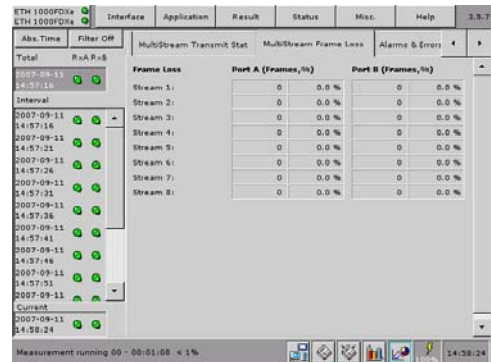 ETH 1000FDXe
ETH 1000FDXe
Interface Application Result Status Misc. Help 3.5.7
Abs.Time Filter Off
MultiStream Transmit Stat MultiStream Frame Loss Alarms & Errors
Total RxA RxB
2007-09-11
14:57:16
Interval
2007-09-11
14:57:16
2007-09-11
14:57:21
2007-09-11
14:57:26
2007-09-11
14:57:31
2007-09-11
14:57:36
2007-09-11
14:57:41
2007-09-11
14:57:46
2007-09-11
14:57:51
2007-09-11
Current
2007-09-11
14:58:24
Frame Loss Port A (Frames,%) Port B (Frames,%)
Stream 1: 0 0.0 % 0 0.0 %
Stream 2: 0 0.0 % 0 0.0 %
Stream 3: 0 0.0 % 0 0.0 %
Stream 4: 0 0.0 % 0 0.0 %
Stream 5: 0 0.0 % 0 0.0 %
Stream 6: 0 0.0 % 0 0.0 %
Stream 7: 0 0.0 % 0 0.0 %
Stream 8: 0 0.0 % 0 0.0 %
Measurement running 00 - 00:01:08 < 1% 100% 14:58:24